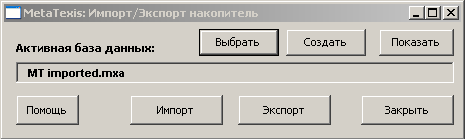 MetaTexis: Импорт/Экспорт накопитель
Выбрать Создать Показать
Активная база данных:
MT imported.mxa
Помощь Импорт Экспорт Закрыть